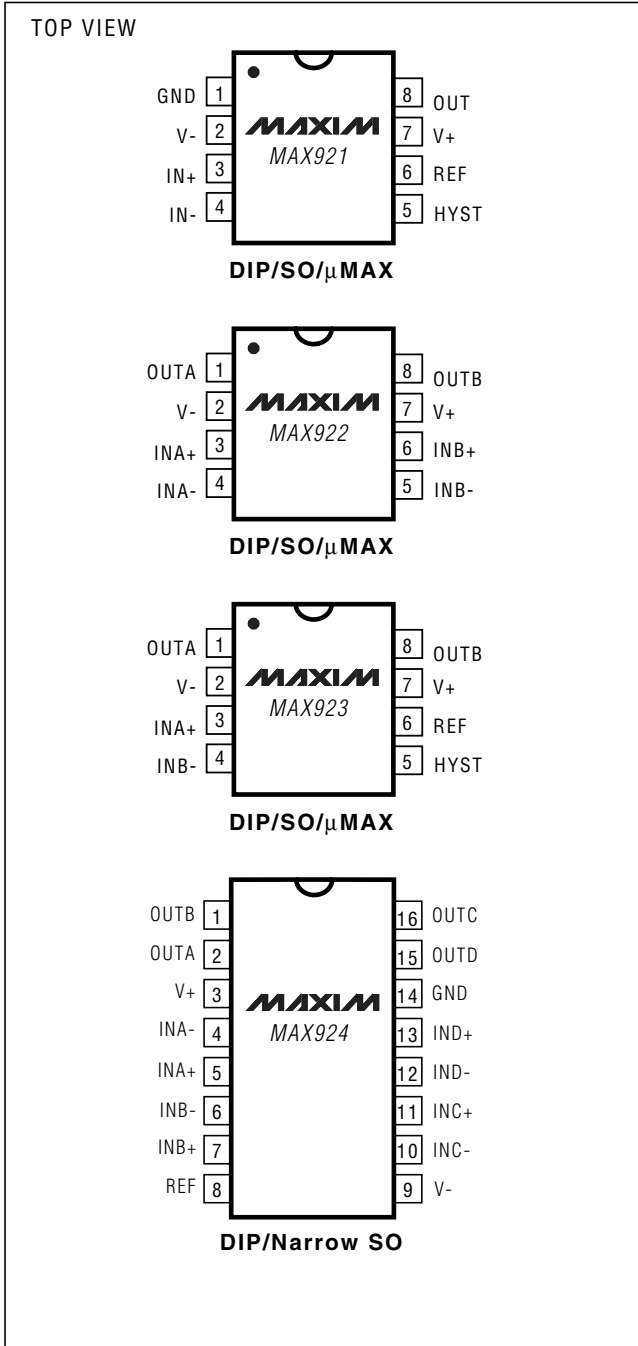 TOP VIEW
GND 1 8 OUT
V- 2 MAXIM 7 V+
MAX921
IN+ 3 6 REF
IN- 4 5 HYST
DIP/SO/μMAX
OUTA 1 8 OUTB
V- 2 MAXIM 7 V+
MAX922
INA+ 3 6 INB+
INA- 4 5 INB-
DIP/SO/μMAX
OUTA 1 8 OUTB
V- 2 MAXIM 7 V+
MAX923
INA+ 3 6 REF
INB- 4 5 HYST
DIP/SO/μMAX
OUTB 1 16 OUTC
OUTA 2 15 OUTD
V+ 3 MAXIM 14 GND
INA- 4 MAX924 13 IND+
INA+ 5 12 IND-
INB- 6 11 INC+
INB+ 7 10 INC-
REF 8 9 V-
DIP/Narrow SO